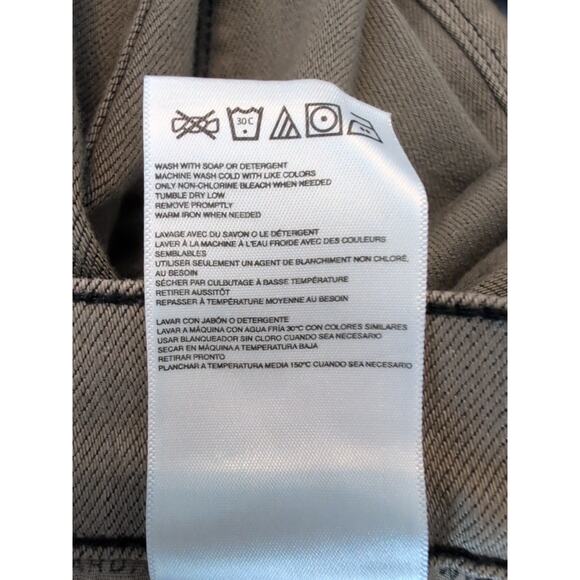 30 C
WASH WITH SOAP OR DETERGENT
MACHINE WASH COLD WITH LIKE COLORS
ONLY NON-CHLORINE BLEACH WHEN NEEDED
TUMBLE DRY LOW
REMOVE PROMPTLY
WARM IRON WHEN NEEDED
LAVAGE AVEC DU SAVON O LE DÉTERGENT
LAVER À LA MACHINE À L'EAU FROIDE AVEC DES COULEURS
SEMBLABLES
UTILISER SEULEMENT UN AGENT DE BLANCHIMENT NON CHLORÉ,
AU BESOIN
SÉCHER PAR CULBUTAGE À BASSE TEMPÉRATURE
RETIRER AUSSITÔT
REPASSER À TEMPÉRATURE MOYENNE AU BESOIN
LAVAR CON JABÓN O DETERGENTE
LAVAR A MÁQUINA CON AGUA FRÍA 30ºC CON COLORES SIMILARES
USAR BLANQUEADOR SIN CLORO CUANDO SEA NECESARIO
SECAR EN MÁQUINA A TEMPERATURA BAJA
RETIRAR PRONTO
PLANCHAR A TEMPERATURA MEDIA 150ºC CUANDO SEA NECESARIO